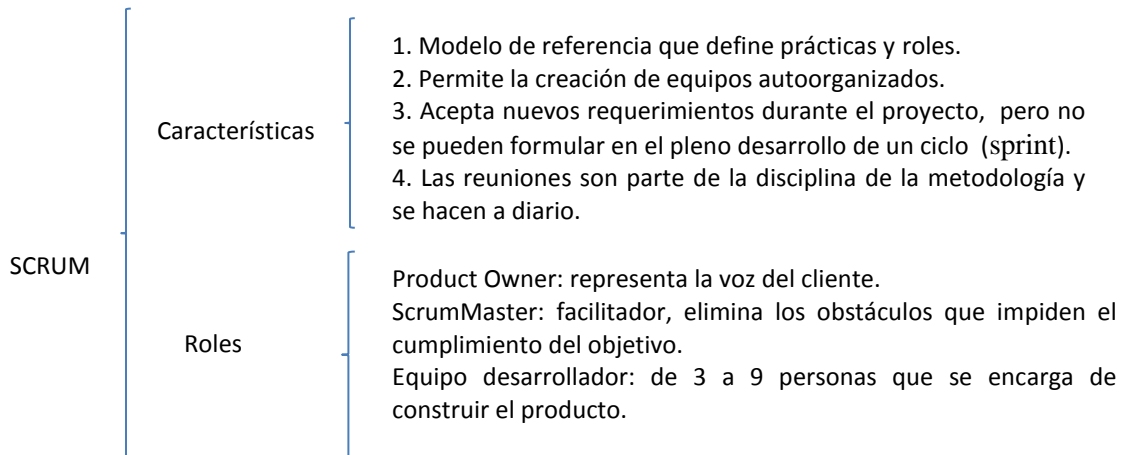 1. Modelo de referencia que define prácticas y roles.
2. Permite la creación de equipos autoorganizados.
Características
3. Acepta nuevos requerimientos durante el proyecto, pero no
se pueden formular en el pleno desarrollo de un ciclo (sprint).
4. Las reuniones son parte de la disciplina de la metodología y
se hacen a diario.
SCRUM
Product Owner: representa la voz del cliente.
ScrumMaster: facilitador, elimina los obstáculos que impiden el
Roles
cumplimiento del objetivo.
Equipo desarrollador: de 3 a 9 personas que se encarga de
construir el producto.